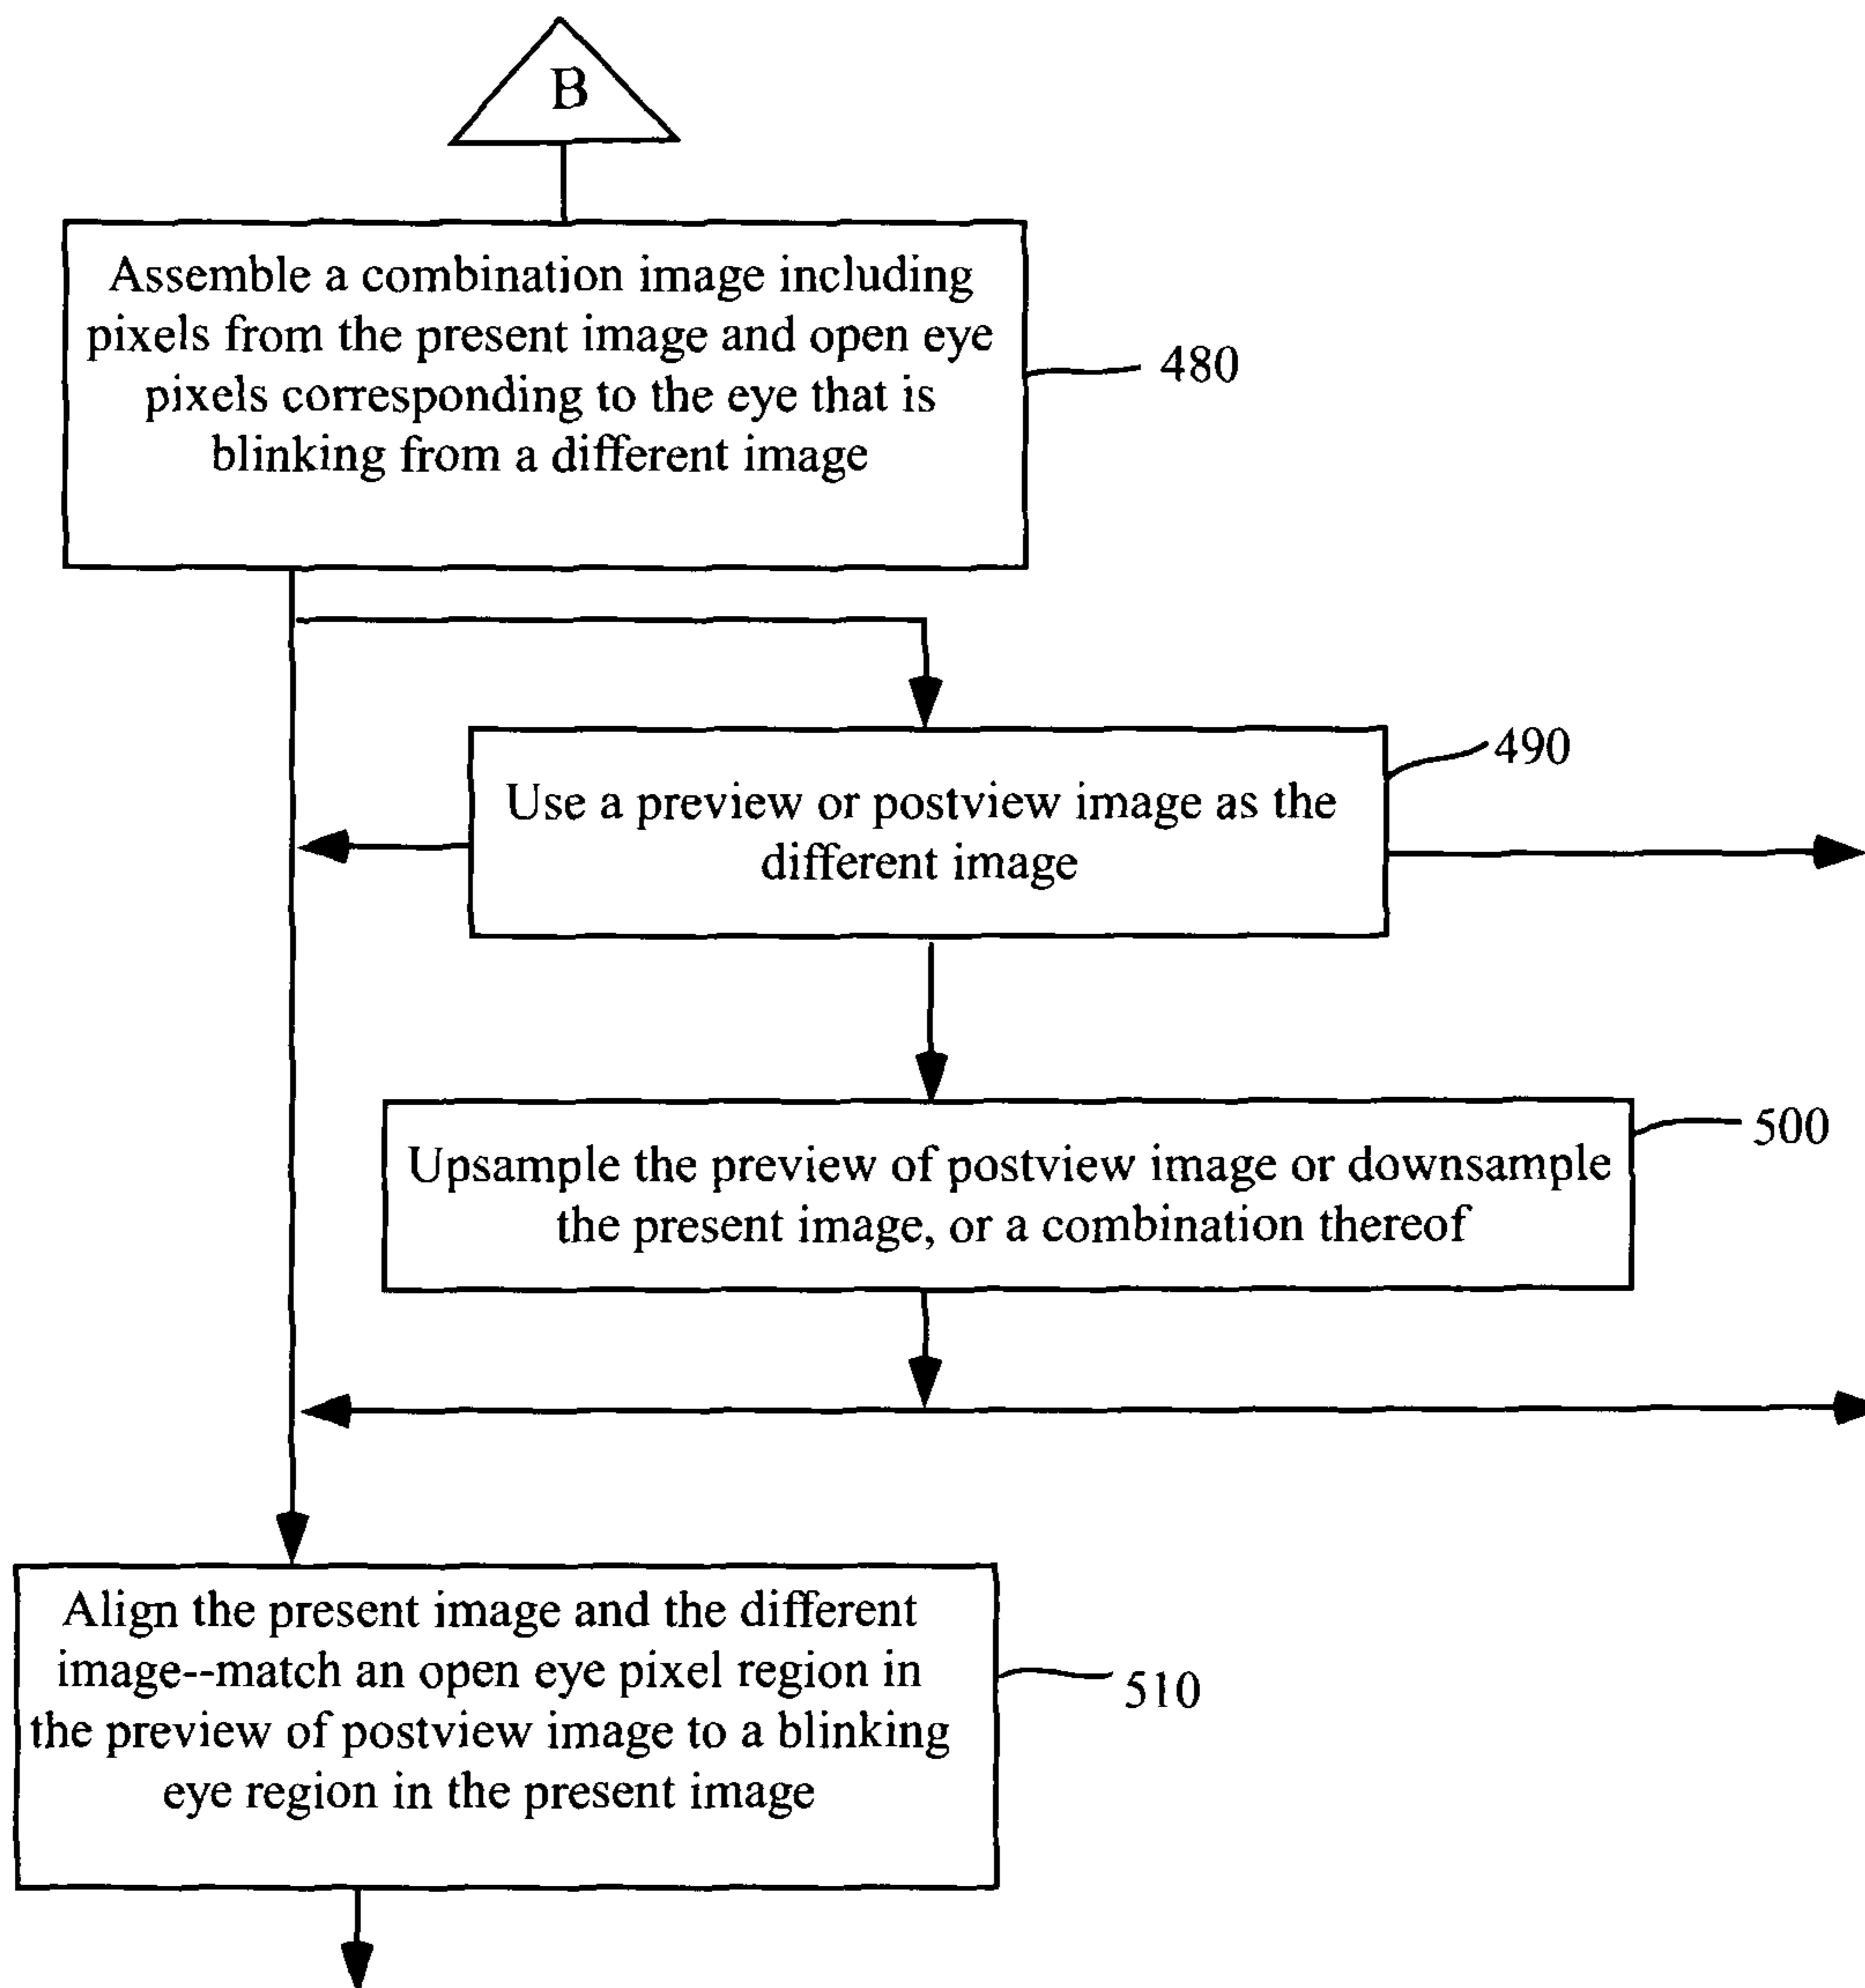 B
Assemble a combination image including
pixels from the present image and open eye
pixels corresponding to the eye that is
blinking from a different image
480
490
Use a preview or postview image as the
different image
500
Upsample the preview of postview image or downsample
the present image, or a combination thereof
Align the present image and the different
image--match an open eye pixel region in
the preview of postview image to a blinking
eye region in the present image
510